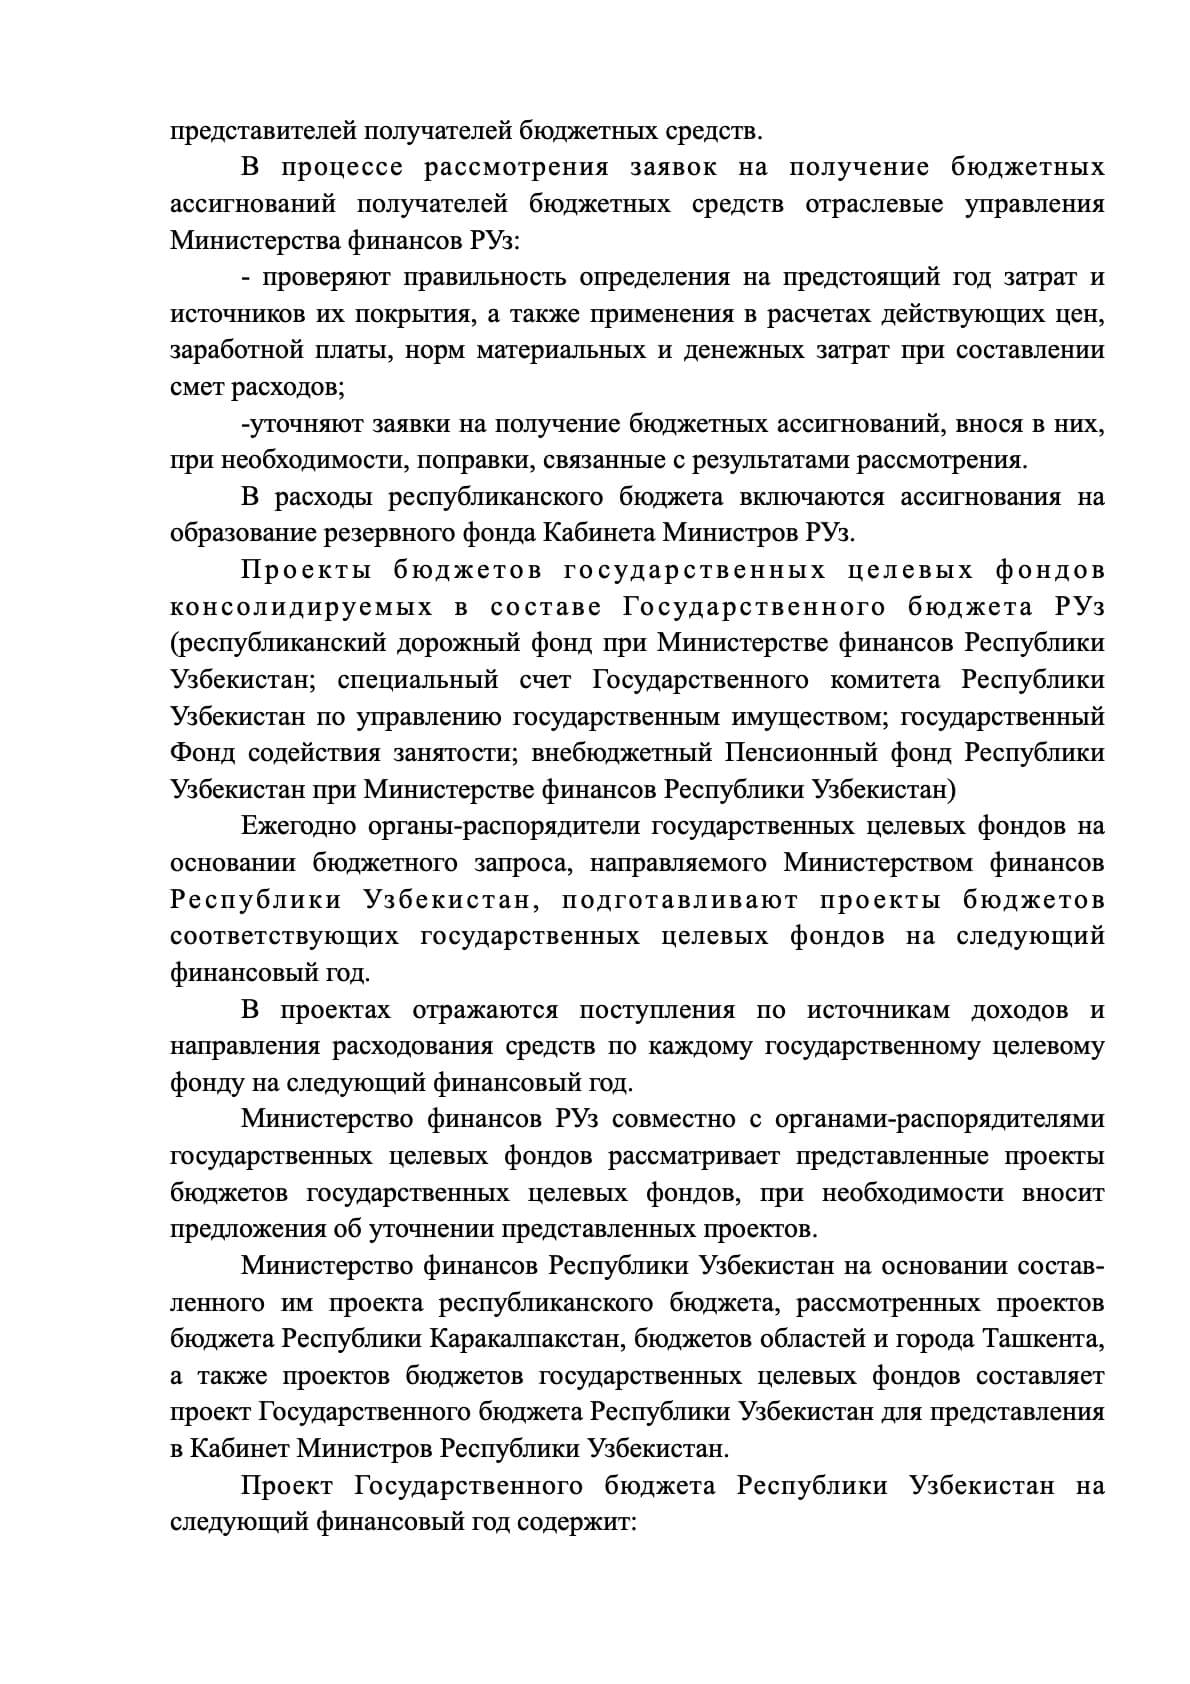 представителей получателей бюджетных средств.
В процессе рассмотрения заявок на получение бюджетных
ассигнований получателей бюджетных средств отраслевые управления
Министерства финансов РУз:
- проверяют правильность определения на предстоящий год затрат и
источников их покрытия, а также применения в расчетах действующих цен,
заработной платы, норм материальных и денежных затрат при составлении
смет расходов;
-уточняют заявки на получение бюджетных ассигнований, внося в них,
при необходимости, поправки, связанные с результатами рассмотрения.
В расходы республиканского бюджета включаются ассигнования на
образование резервного фонда Кабинета Министров РУз.
Проекты бюджетов государственных целевых фондов
консолидируемых в составе Государственного бюджета РУз
(республиканский дорожный фонд при Министерстве финансов Республики
Узбекистан; специальный счет Государственного комитета Республики
Узбекистан по управлению государственным имуществом; государственный
Фонд содействия занятости; внебюджетный Пенсионный фонд Республики
Узбекистан при Министерстве финансов Республики Узбекистан)
Ежегодно органы-распорядители государственных целевых фондов на
основании бюджетного запроса, направляемого Министерством финансов
Республики Узбекистан, подготавливают проекты бюджетов
соответствующих государственных целевых фондов на следующий
финансовый год.
В проектах отражаются поступления по источникам доходов и
направления расходования средств по каждому государственному целевому
фонду на следующий финансовый год.
Министерство финансов РУз совместно с органами-распорядителями
государственных целевых фондов рассматривает представленные проекты
бюджетов государственных целевых фондов, при необходимости вносит
предложения об уточнении представленных проектов.
Министерство финансов Республики Узбекистан на основании состав-
ленного им проекта республиканского бюджета, рассмотренных проектов
бюджета Республики Каракалпакстан, бюджетов областей и города Ташкента,
а также проектов бюджетов государственных целевых фондов составляет
проект Государственного бюджета Республики Узбекистан для представления
в Кабинет Министров Республики Узбекистан.
Проект Государственного бюджета Республики Узбекистан на
следующий финансовый год содержит: